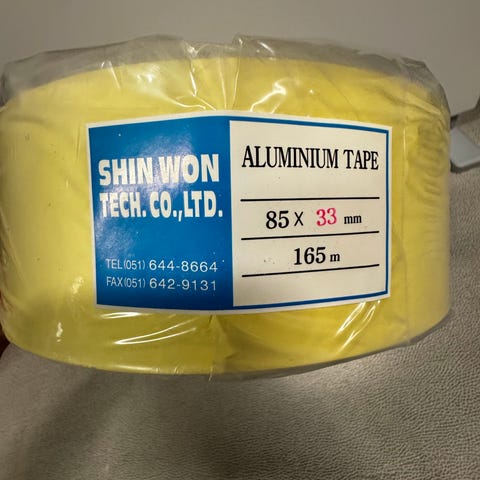 SHIN WON
TECH. CO.,LTD.
TEL(051) 644-8664
FAX(051) 642-9131
ALUMINIUM TAPE
85 X 33 mm
165 m